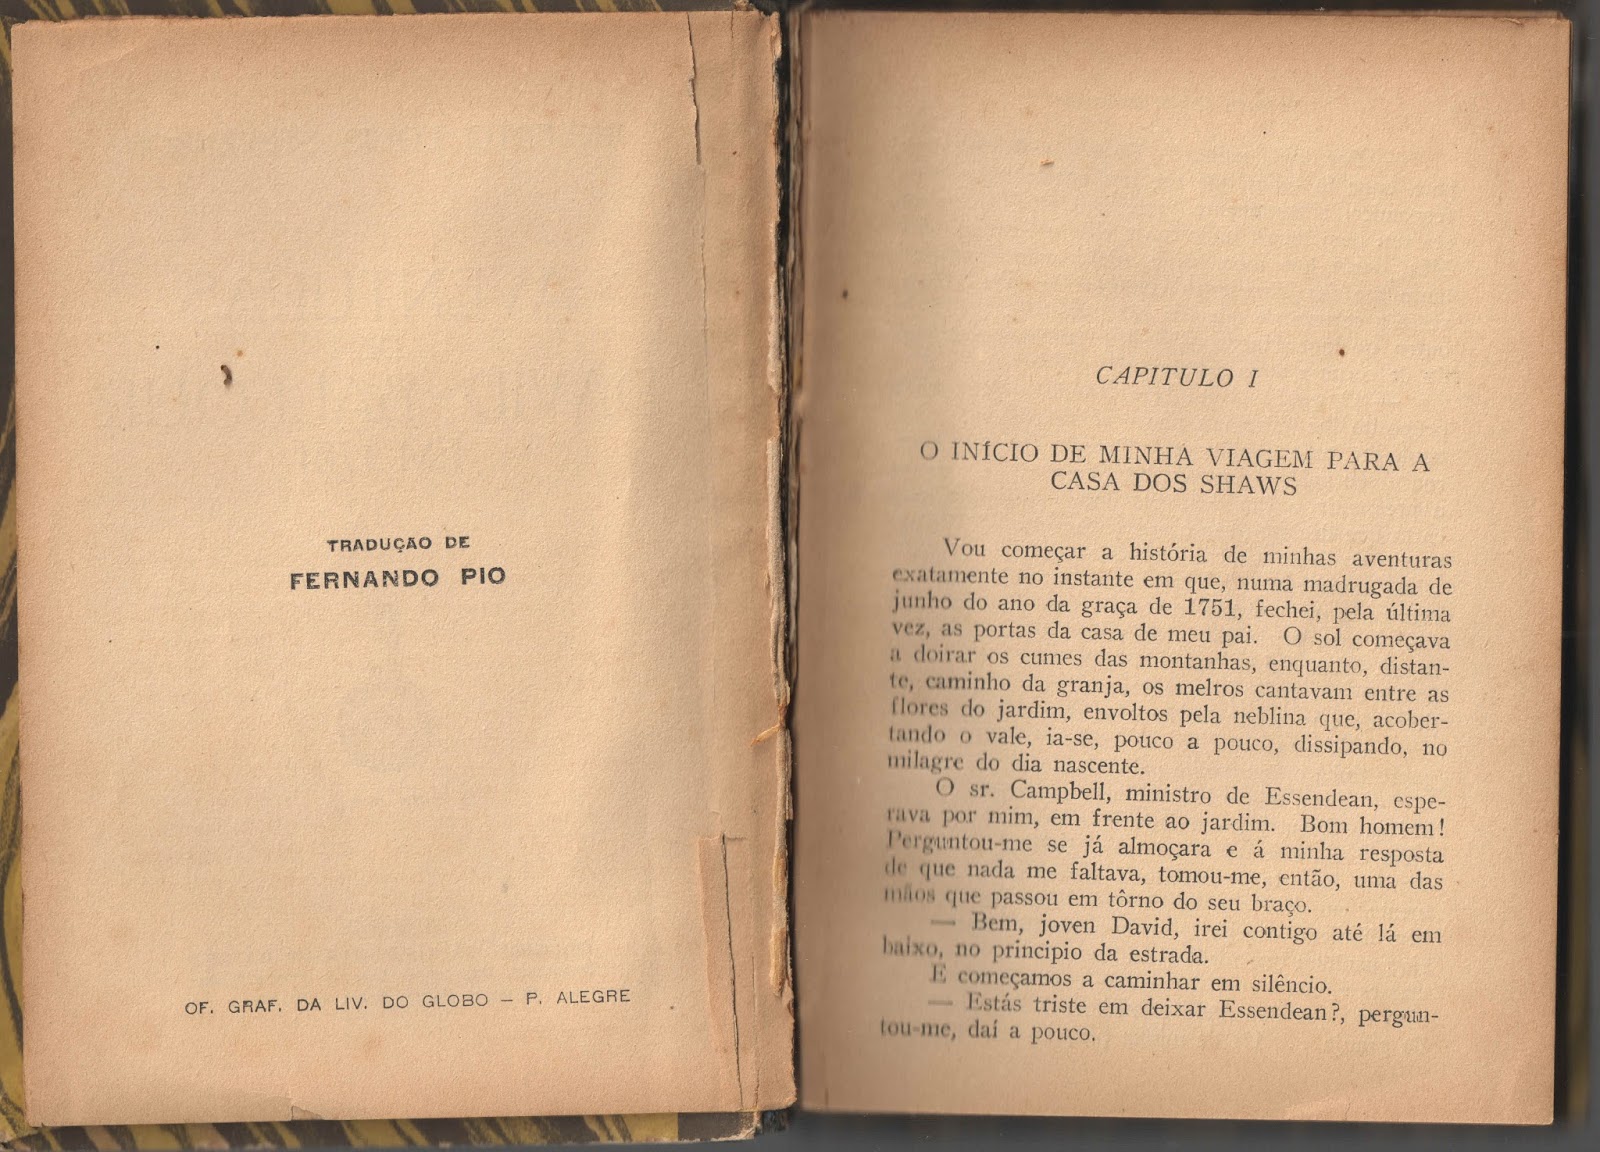 TRADUÇÃO DE
FERNANDO PIO
OF. GRAF. DA LIV. DO GLOBO — P. ALEGRE
CAPITULO I
O INÍCIO DE MINHA VIAGEM PARA A
CASA DOS SHAWS
Vou começar a história de minhas aventuras
exatamente no instante em que, numa madrugada de
junho do ano da graça de 1751, fechei, pela última
vez, as portas da casa de meu pai. O sol começava
a doirar os cumes das montanhas, enquanto, distan-
te, caminho da granja, os melros cantavam entre as
flores do jardim, envoltos pela neblina que, acober-
tando o vale, ia-se, pouco a pouco, dissipando, no
milagre do dia nascente.
O sr. Campbell, ministro de Essendean, espe-
rava por mim, em frente ao jardim. Bom homem!
Perguntou-me se já almoçara e á minha resposta
de que nada me faltava, tomou-me, então, uma das
mãos que passou em tôrno do seu braço.
— Bem, joven David, irei contigo até lá em
baixo, no principio da estrada.
E começamos a caminhar em silêncio.
— Estás triste em deixar Essendean?, pergun-
tou-me, daí a pouco.